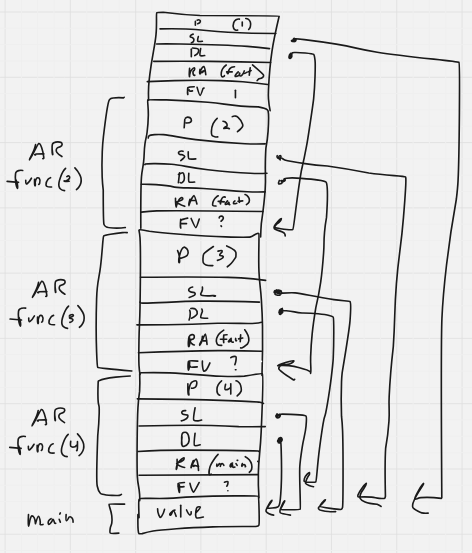 P (1)
SL
DL
RA (fact)
FV 1
P (2)
AR
func(2)
SL
DL
RA (fact)
FV ?
P (3)
AR
func(3)
SL
DL
RA (fact)
FV ?
P (4)
AR
func(4)
SL
DL
RA (main)
FV ?
main
value